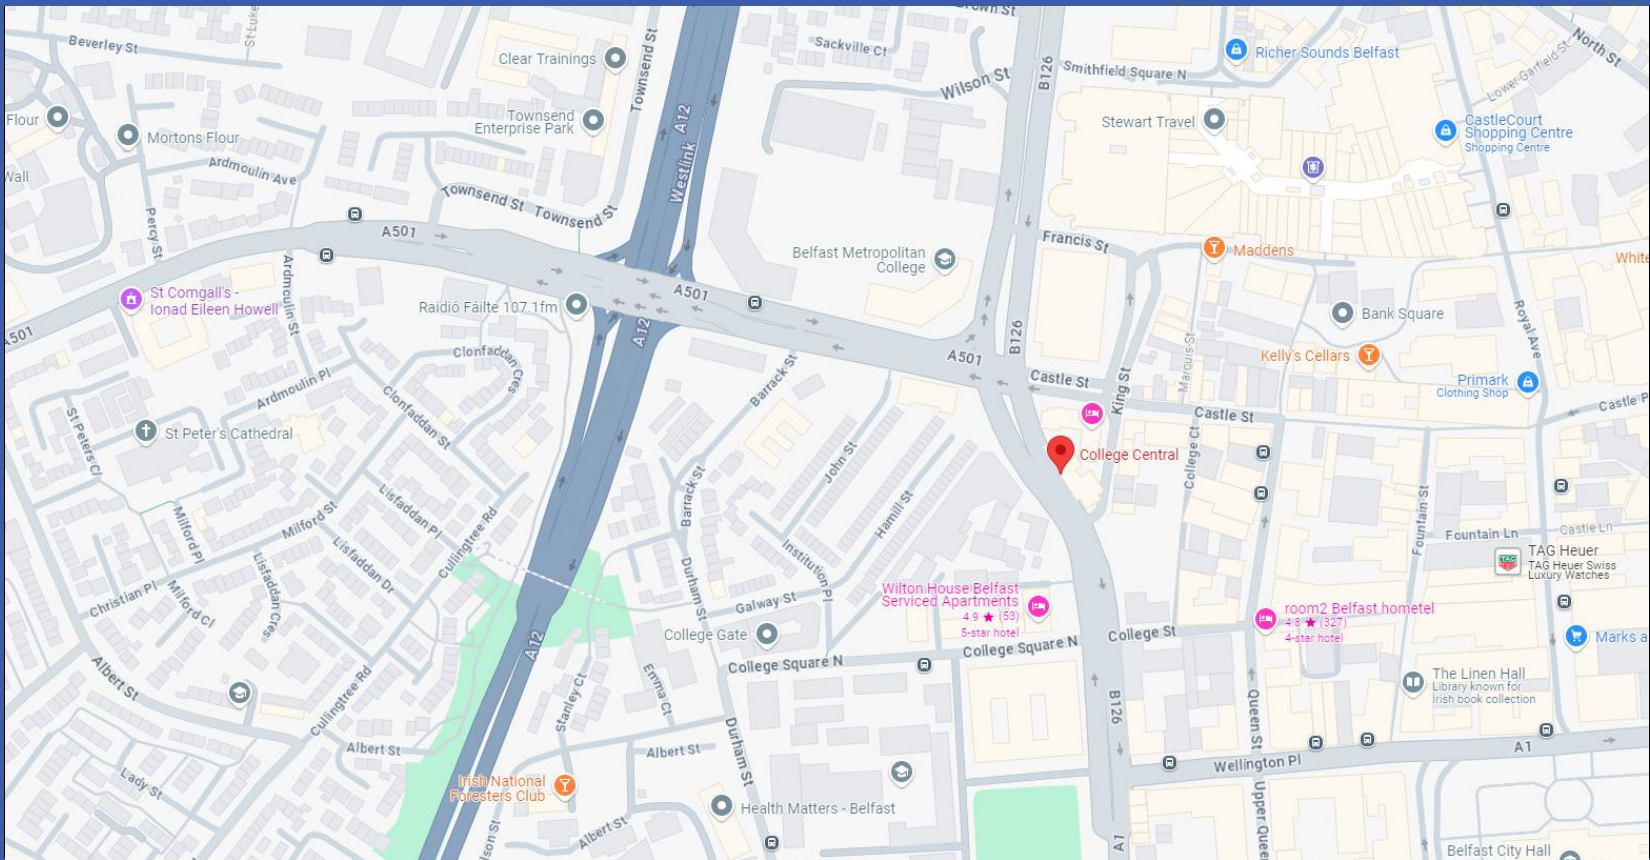 Brown St
Beverley St
St Luke
Clear Trainings
Townsend St
Sackville Ct
B126
Smithfield Square N
Richer Sounds Belfast
North St
Lower Garfield St
Wilson St
Flour
Mortons Flour
Townsend
Enterprise Park
A12
Westlink
Stewart Travel
CastleCourt
Shopping Centre
Shopping Centre
Wall
Ardmoulin Ave
Townsend St
Townsend St
Percy St
A501
Francis St
Maddens
Belfast Metropolitan
College
White
Ardmoulin St
St Comgall's -
Ionad Eileen Howell
A501
Raidió Fáilte 107.1fm
A501
A12
Bank Square
Royal Ave
A501
B126
Clonfaddan Cres
Kelly's Cellars
Marquis St
Barrack St
Castle St
King St
Primark
Clothing Shop
Ardmoulin Pl
Clonfaddan St
Castle St
Castle P
St Peters Cl
St Peter's Cathedral
College Ct
College Central
John St
Barrack St
Lisfaddan Pl
Hamill St
Milford St
Milford Pl
Cullingtree Rd
Fountain St
Fountain Ln
Castle Ln
Lisfaddan Dr
Institution Pl
TAG
TAG Heuer
TAG Heuer Swiss
Luxury Watches
Lisfaddan Cres
Durham St
Christian Pl
Milford Cl
Galway St
Wilton House Belfast
Serviced Apartments
4.9 ★ (53)
5-star hotel
room2 Belfast hometel
4.8 ★ (327)
4-star hotel
College Gate
College St
Marks a
A12
College Square N
College Square N
Albert St
Emma Ct
Stanley Ct
The Linen Hall
Library known for
Irish book collection
Cullingtree Rd
B126
Queen St
Albert St
Albert St
Durham St
A1
Wellington Pl
Lady St
Irish National
Foresters Club
Health Matters - Belfast
Albert St
lson St
A1
Upper Queen
Belfast City Hall